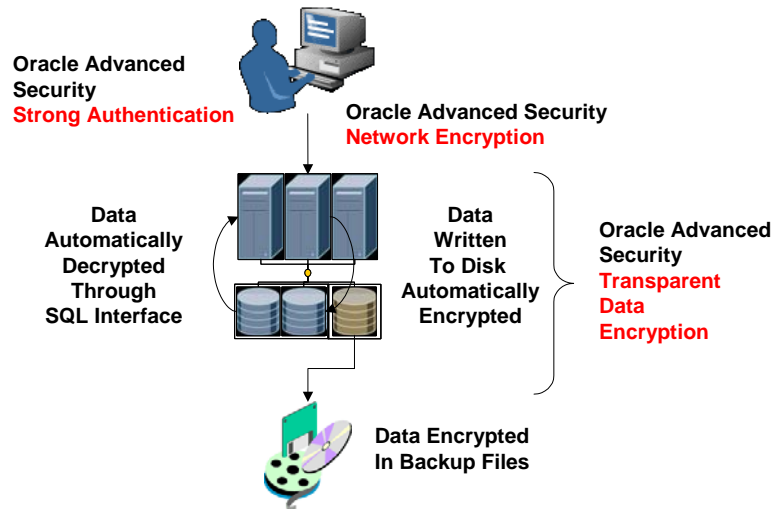 Oracle Advanced
Security
Strong Authentication
Oracle Advanced Security
Network Encryption
Data
Automatically
Decrypted
Through
SQL Interface
Data
Written
To Disk
Automatically
Encrypted
Oracle Advanced
Security
Transparent
Data
Encryption
Data Encrypted
In Backup Files